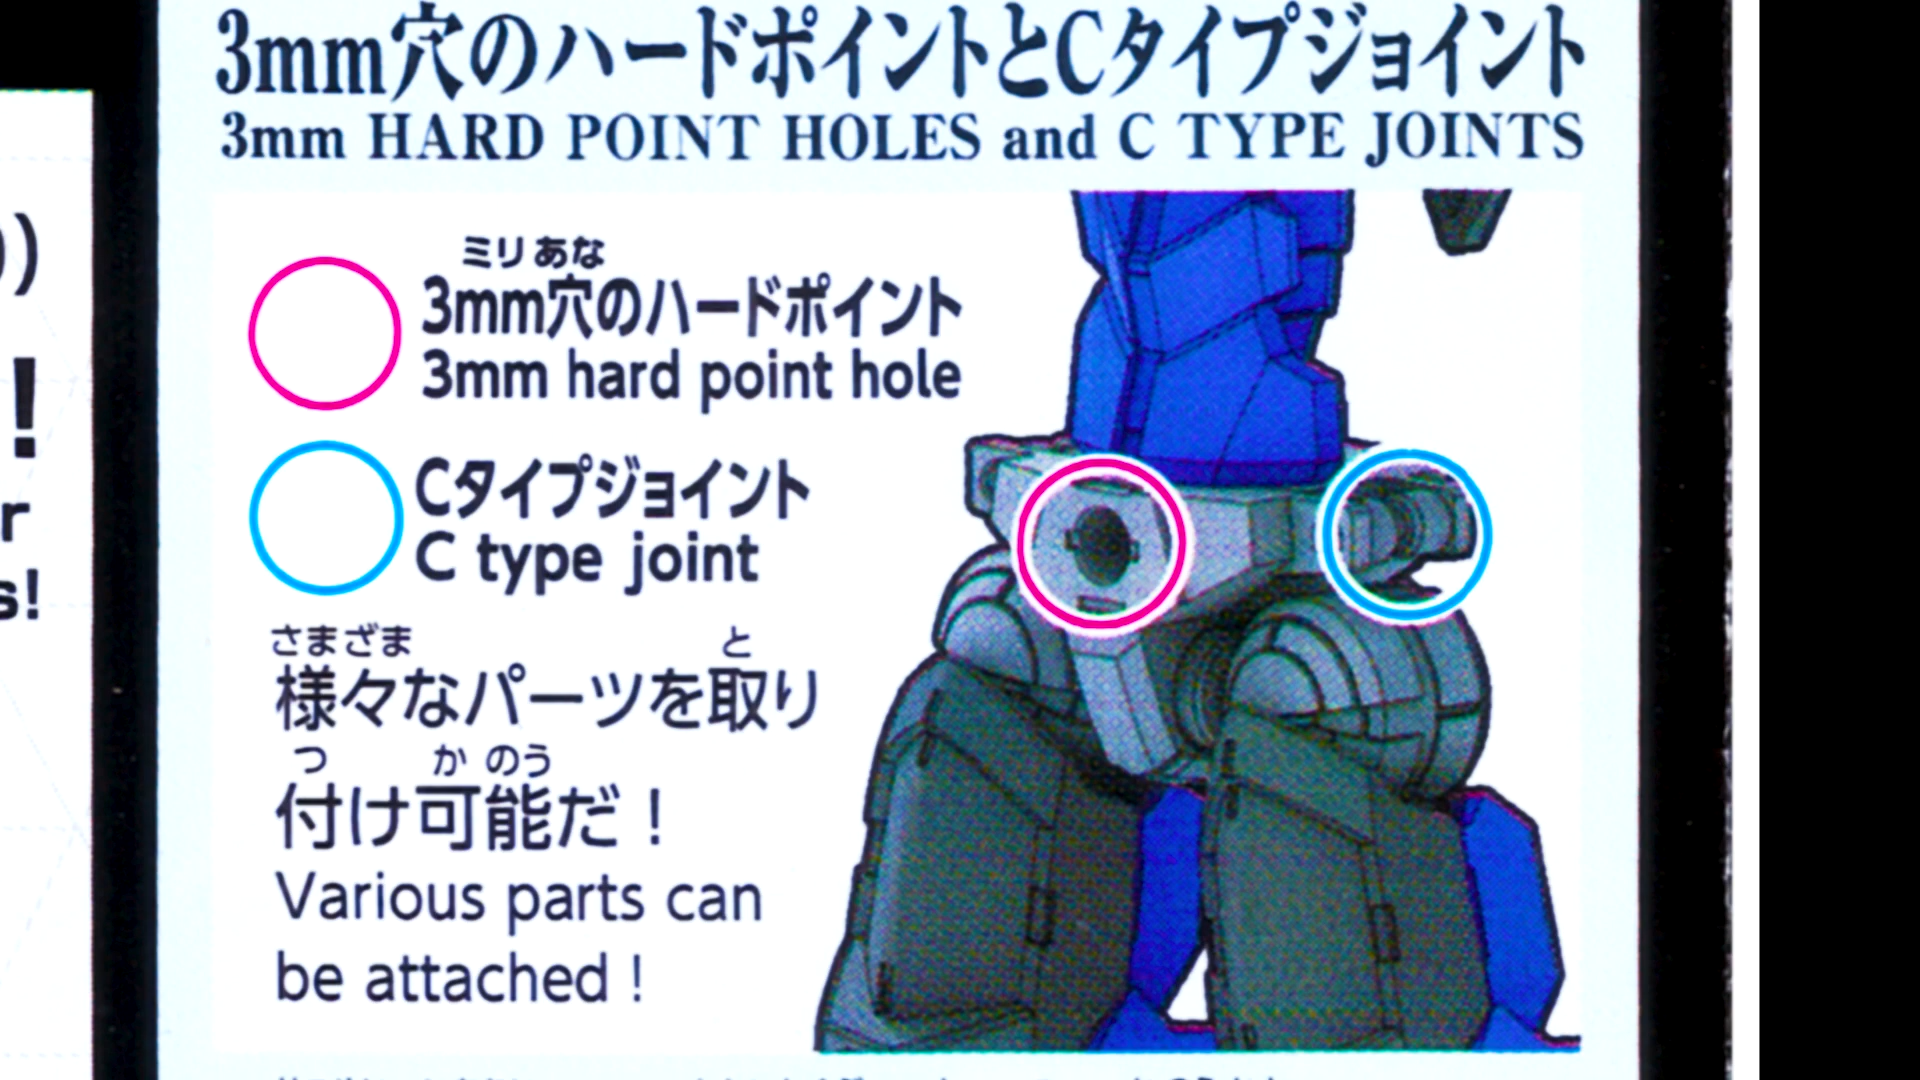 3mm穴のハードポイントとCタイプジョイント
3mm HARD POINT HOLES and C TYPE JOINTS
ミリ あな
3mm穴のハードポイント
3mm hard point hole
Cタイプジョイント
C type joint
さまざま と
様々なパーツを取り
つ か のう
付け可能だ！
Various parts can
be attached !
)
!
r
s!